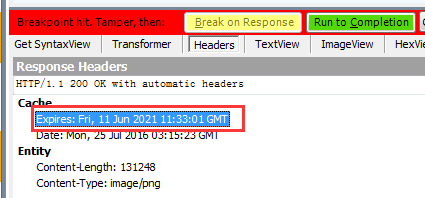 Breakpoint hit. Tamper, then: Break on Response Run to Completion
Get SyntaxView Transformer Headers TextView ImageView HexVi
Response Headers
HTTP/1.1 200 OK with automatic headers
Cache
Expires: Fri, 11 Jun 2021 11:33:01 GMT
Date: Mon, 25 Jul 2016 03:15:23 GMT
Entity
Content-Length: 131248
Content-Type: image/png